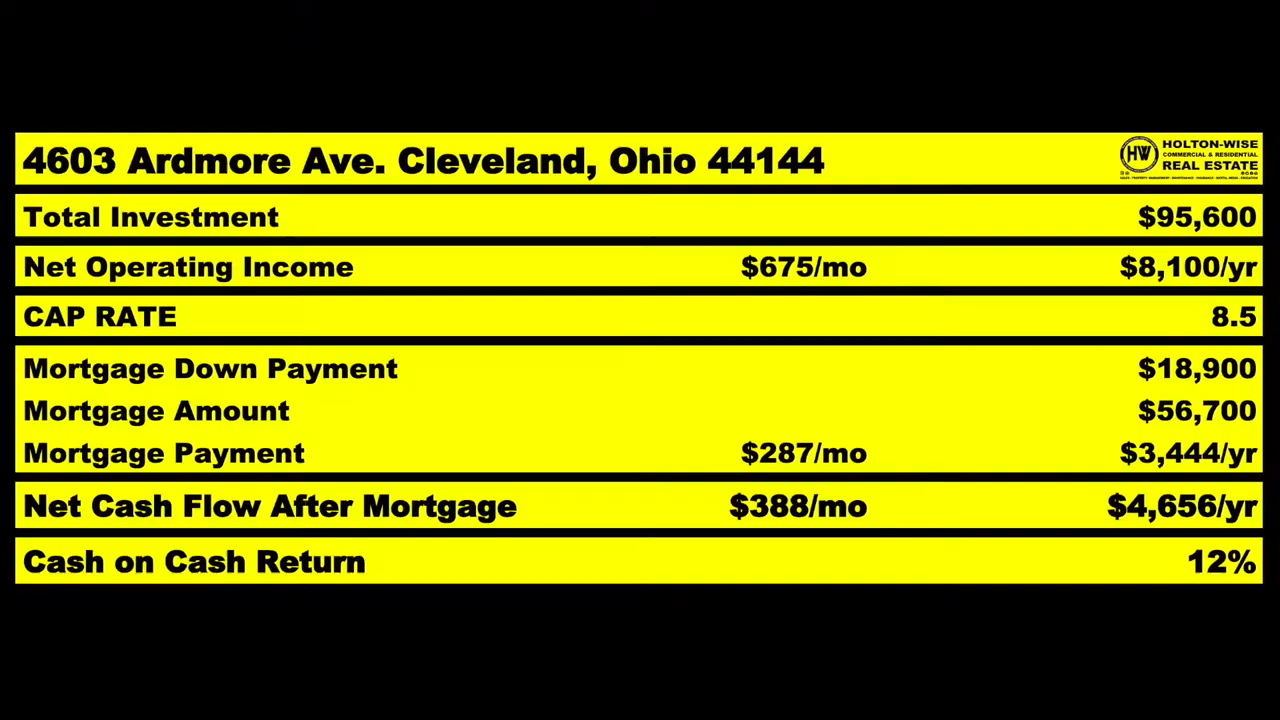 4603 Ardmore Ave. Cleveland, Ohio 44144
HW
HOLTON-WISE
COMMERCIAL & RESIDENTIAL
REAL ESTATE
Total Investment $95,600
Net Operating Income $675/mo $8,100/yr
CAP RATE 8.5
Mortgage Down Payment $18,900
Mortgage Amount $56,700
Mortgage Payment $287/mo $3,444/yr
Net Cash Flow After Mortgage $388/mo $4,656/yr
Cash on Cash Return 12%